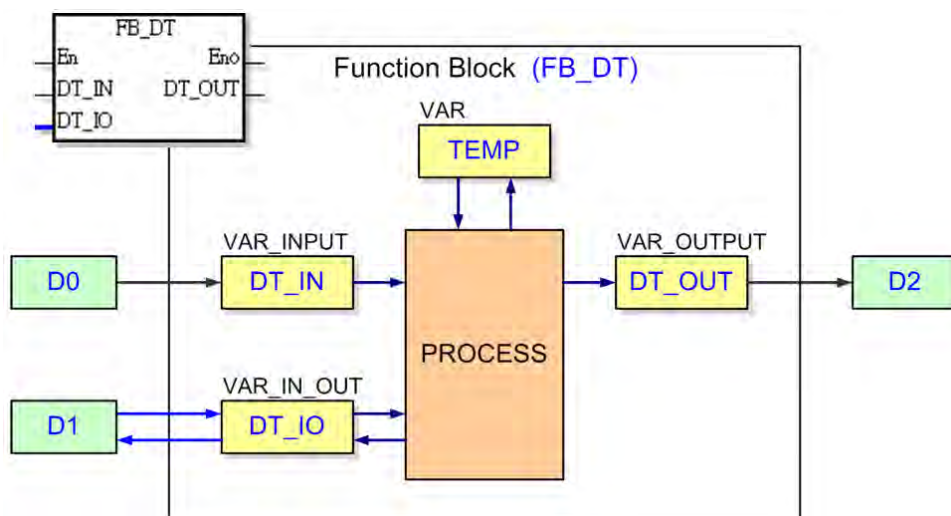 FB_DT
En Eno
DT_IN DT_OUT
DT_IO
Function Block (FB_DT)
VAR
TEMP
VAR_INPUT
VAR_OUTPUT
D0
DT_IN
DT_OUT
D2
PROCESS
VAR_IN_OUT
D1
DT_IO